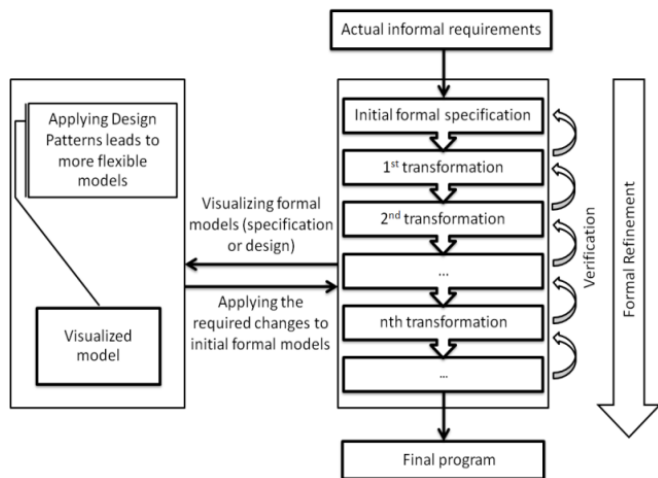 Actual informal requirements
Applying Design
Patterns leads to
more flexible
models
Visualized
model
Visualizing formal
models (specification
or design)
Applying the
required changes to
initial formal models
Initial formal specification
1st transformation
2nd transformation
...
nth transformation
...
Verification
Formal Refinement
Final program